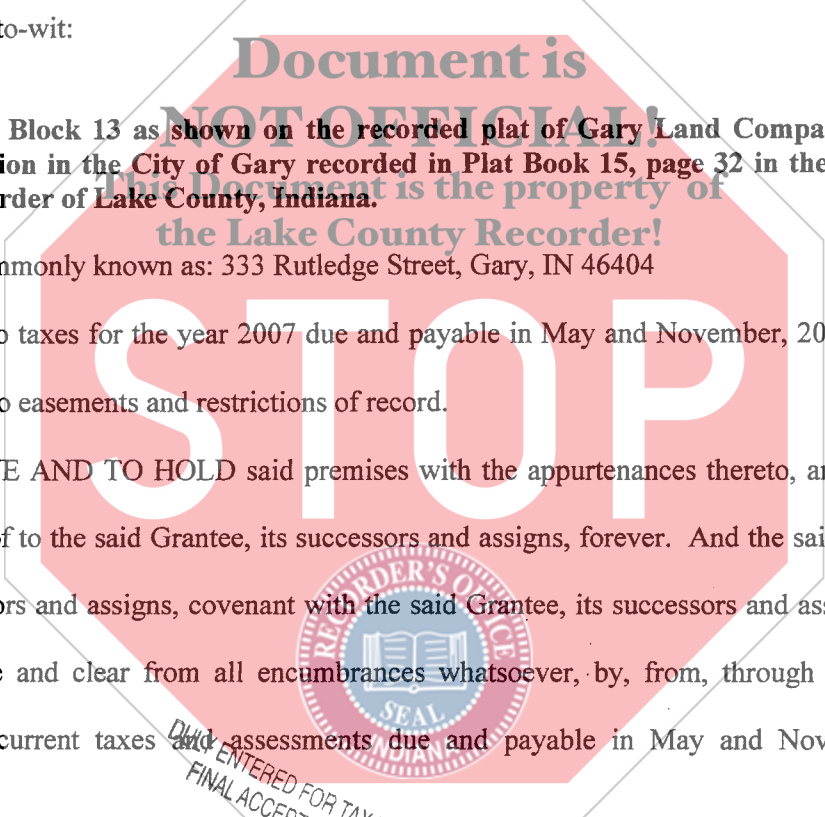 to-wit:
Document is
NOT OFFICIAL!
Block 13 as shown on the recorded plat of Gary Land Compa
ion in the City of Gary recorded in Plat Book 15, page 32 in the
This Document is the property of
rder of Lake County, Indiana.
the Lake County Recorder!
mmonly known as: 333 Rutledge Street, Gary, IN 46404
o taxes for the year 2007 due and payable in May and November, 20
o easements and restrictions of record.
STOP
E AND TO HOLD said premises with the appurtenances thereto, an
f to the said Grantee, its successors and assigns, forever. And the sai
RECORDER'S OFFICE
ors and assigns, covenant with the said Grantee, its successors and ass
e and clear from all encumbrances whatsoever, by, from, through
SEAL
INDIANA
current taxes and assessments due and payable in May and Nov
DULY ENTERED FOR TAX
FINAL ACCEPT